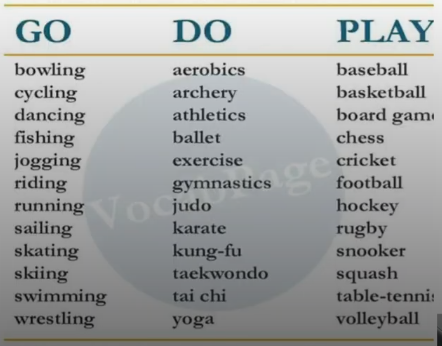 GO DO PLAY
bowling aerobics baseball
cycling archery basketball
dancing athletics board gam
fishing ballet chess
jogging exercise cricket
riding gymnastics football
running judo hockey
sailing karate rugby
skating kung-fu snooker
skiing taekwondo squash
swimming tai chi table-tennis
wrestling yoga volleyball
VocabPage